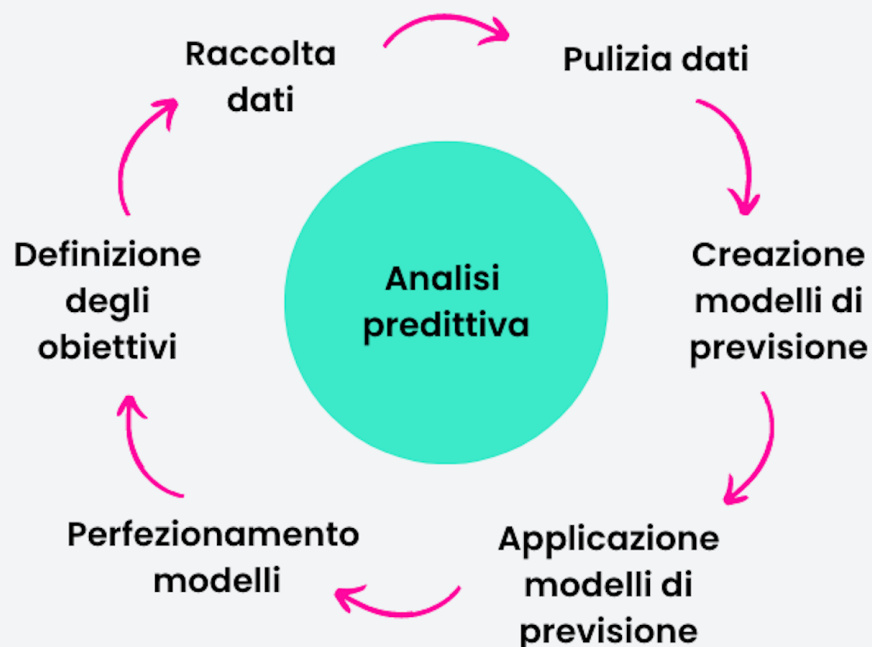 Raccolta
dati
Pulizia dati
Definizione
degli
obiettivi
Analisi
predittiva
Creazione
modelli di
previsione
Perfezionamento
modelli
Applicazione
modelli di
previsione